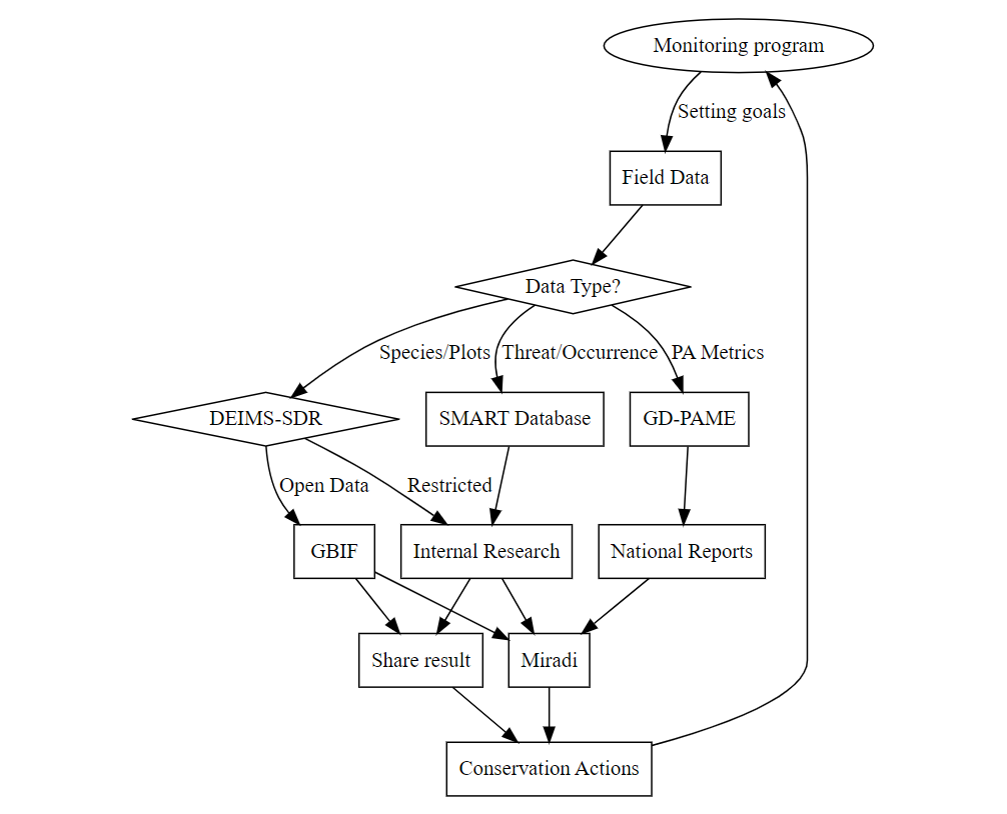 Monitoring program
Setting goals
Field Data
Data Type?
Species/Plots
Threat/Occurrence
PA Metrics
DEIMS-SDR
SMART Database
GD-PAME
Open Data
Restricted
GBIF
Internal Research
National Reports
Share result
Miradi
Conservation Actions